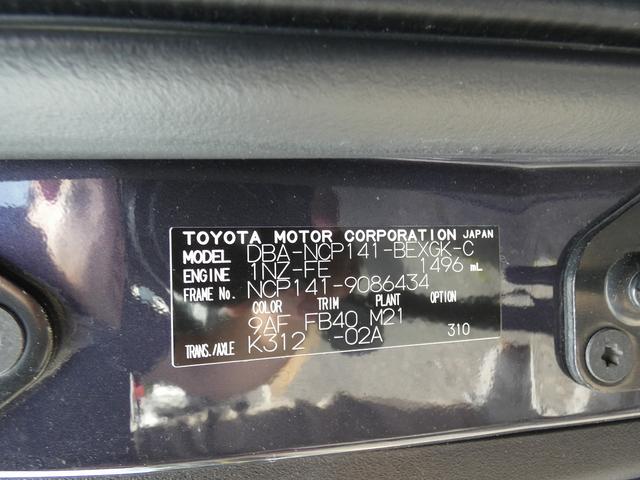 TOYOTA MOTOR CORPORATION JAPAN
MODEL DBA-NCP141-BEXGK-C
ENGINE 1NZ-FE 1496 mL
FRAME No. NCP141-9086434
COLOR TRIM PLANT OPTION
9AF FB40 M21
TRANS./AXLE K312 -02A 310